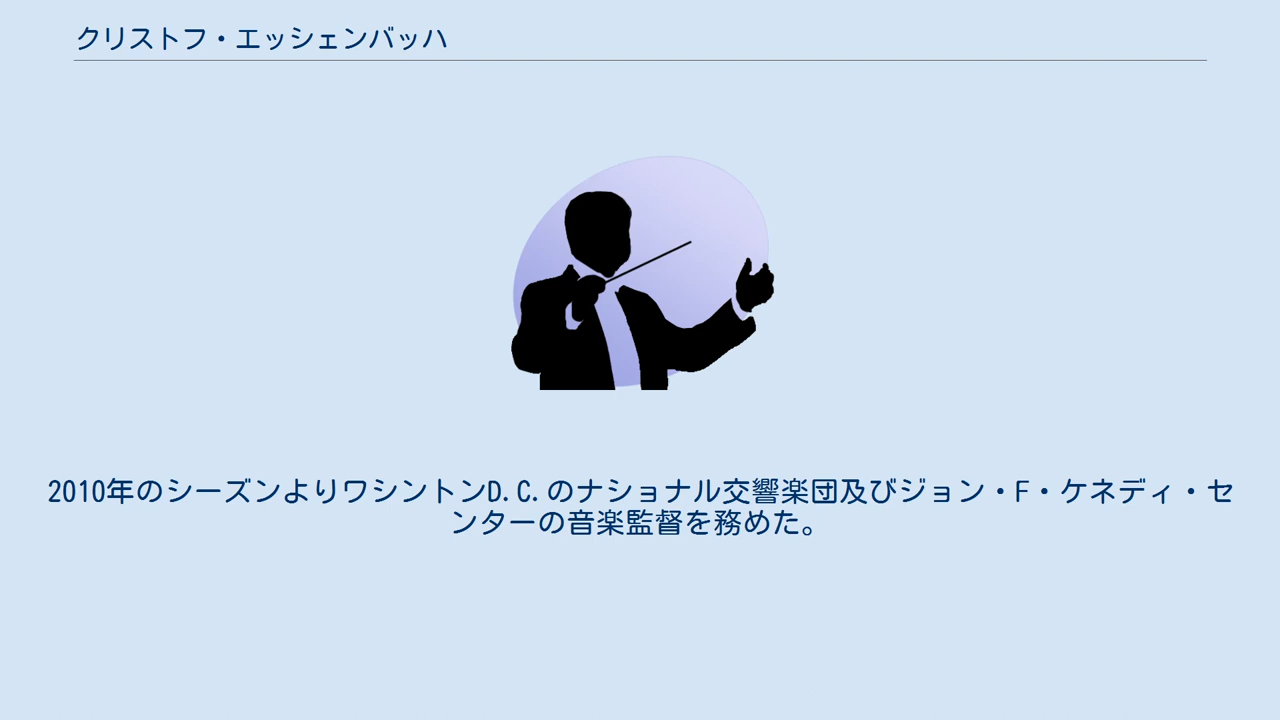 クリストフ・エッシェンバッハ
2010年のシーズンよりワシントンD.C.のナショナル交響楽団及びジョン・F・ケネディ・セ
ンターの音楽監督を務めた。